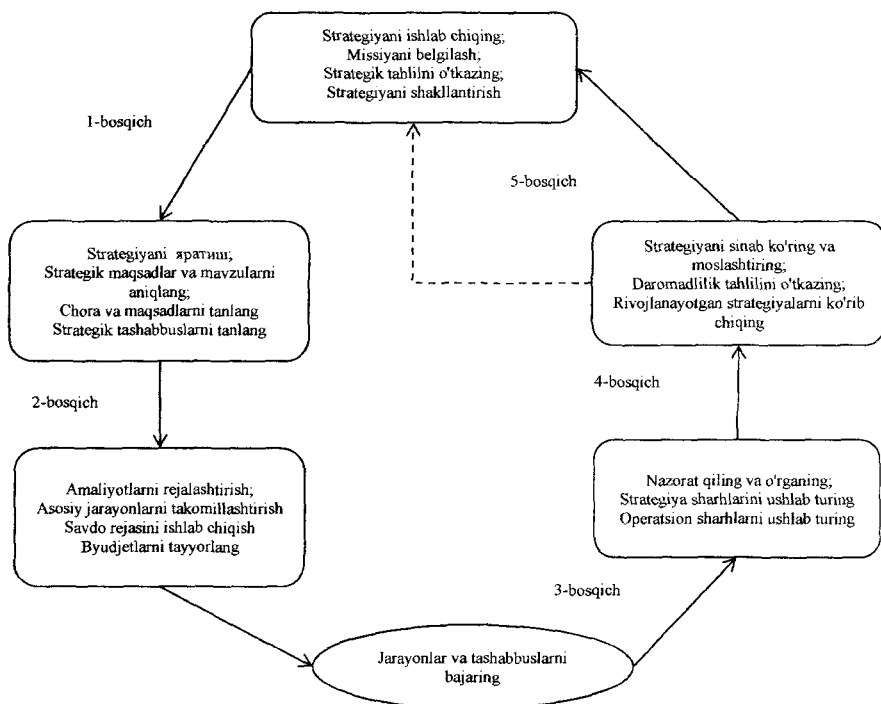 Strategiyani ishlab chiqing;
Missiyani belgilash;
Strategik tahlilni o'tkazing;
Strategiyani shakllantirish
1-bosqich
5-bosqich
Strategiyani яратиш;
Strategik maqsadlar va mavzularni
aniqlang;
Chora va maqsadlarni tanlang
Strategik tashabbuslarni tanlang
Strategiyani sinab ko'ring va
moslashtiring;
Daromadlilik tahlilini o'tkazing;
Rivojlanayotgan strategiyalarni ko'rib
chiqing
2-bosqich
4-bosqich
Amaliyotlarni rejalashtirish;
Asosiy jarayonlarni takomillashtirish
Savdo rejasini ishlab chiqish
Byudjetlarni tayyorlang
Nazorat qiling va o'rganing;
Strategiya sharhlarini ushlab turing
Operatsion sharhlarni ushlab turing
3-bosqich
Jarayonlar va tashabbuslarni
bajaring